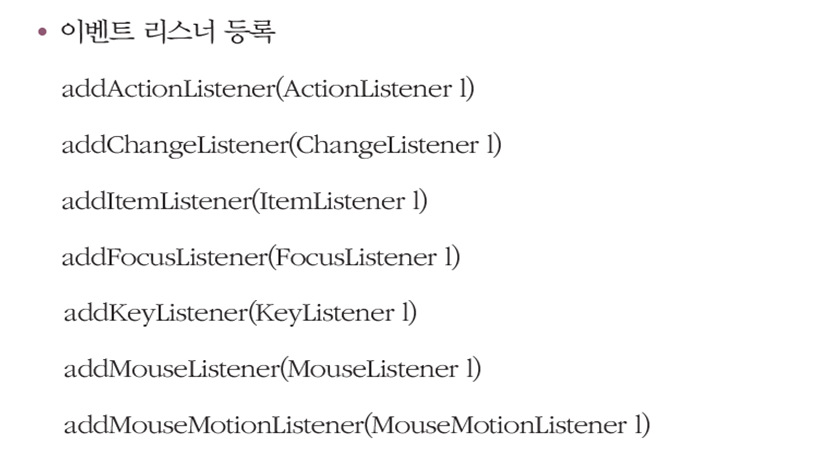 • 이벤트 리스너 등록
addActionListener(ActionListener l)
addChangeListener(ChangeListener l)
addItemListener(ItemListener l)
addFocusListener(FocusListener l)
addKeyListener(KeyListener l)
addMouseListener(MouseListener l)
addMouseMotionListener(MouseMotionListener l)